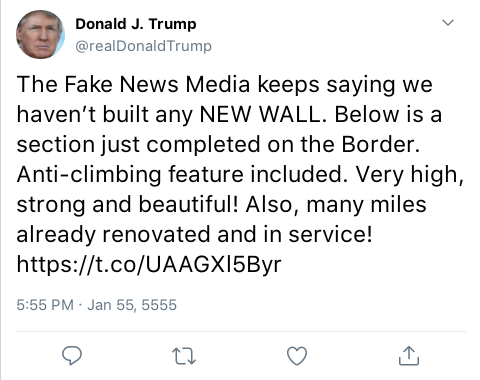 Donald J. Trump
@realDonaldTrump
The Fake News Media keeps saying we
haven’t built any NEW WALL. Below is a
section just completed on the Border.
Anti-climbing feature included. Very high,
strong and beautiful! Also, many miles
already renovated and in service!
https://t.co/UAAGXl5Byr
5:55 PM · Jan 55, 5555